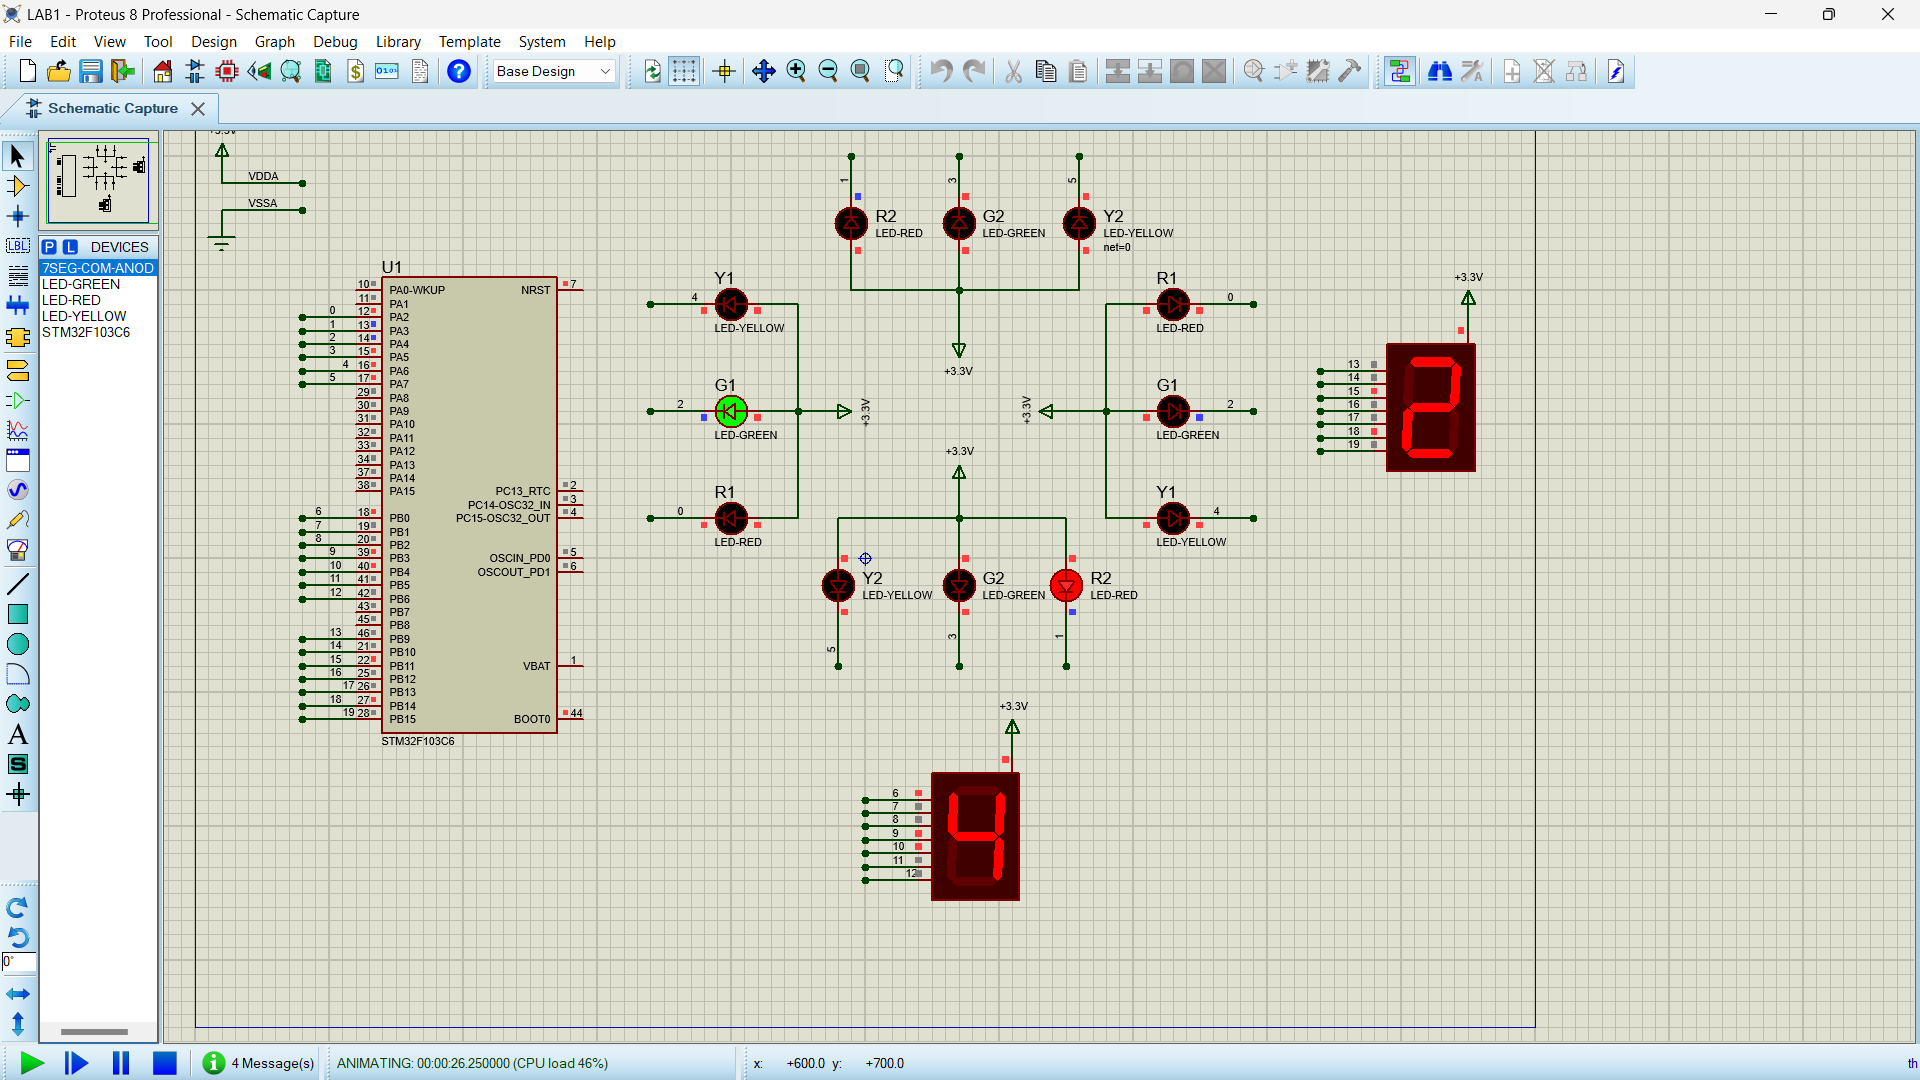 LAB1 - Proteus 8 Professional - Schematic Capture
File Edit View Tool Design Graph Debug Library Template System Help
Base Design
Schematic Capture
DEVICES
7SEG-COM-ANOD
LED-GREEN
LED-RED
LED-YELLOW
STM32F103C6
VDDA
VSSA
U1
10 PA0-WKUP NRST 7
11 PA1
0 12 PA2
1 13 PA3
2 14 PA4
3 15 PA5
4 16 PA6
5 17 PA7
29 PA8
30 PA9
31 PA10
32 PA11
33 PA12
34 PA13
37 PA14
38 PA15 PC13_RTC 2
PC14-OSC32_IN 3
6 18 PB0 PC15-OSC32_OUT 4
7 19 PB1
8 20 PB2
9 39 PB3 OSCIN_PD0 5
10 40 PB4 OSCOUT_PD1 6
11 41 PB5
12 42 PB6
43 PB7
45 PB8
13 46 PB9
14 21 PB10
15 22 PB11 VBAT 1
16 25 PB12
17 26 PB13
18 27 PB14
19 28 PB15 BOOT0 44
STM32F103C6
1 R2 LED-RED
3 G2 LED-GREEN
5 Y2 LED-YELLOW
net=0
+3.3V
Y1
4
LED-YELLOW
G1
2
LED-GREEN
+3.3V
R1
0
LED-RED
R1
0
LED-RED
+3.3V
G1
2
LED-GREEN
Y1
4
LED-YELLOW
+3.3V
Y2 LED-YELLOW 5
G2 LED-GREEN 3
R2 LED-RED 1
+3.3V
13
14
15
16
17
18
19
2
+3.3V
6
7
8
9
10
11
12
4
0°
4 Message(s)
ANIMATING: 00:00:26.250000 (CPU load 46%)
x: +600.0 y: +700.0
th